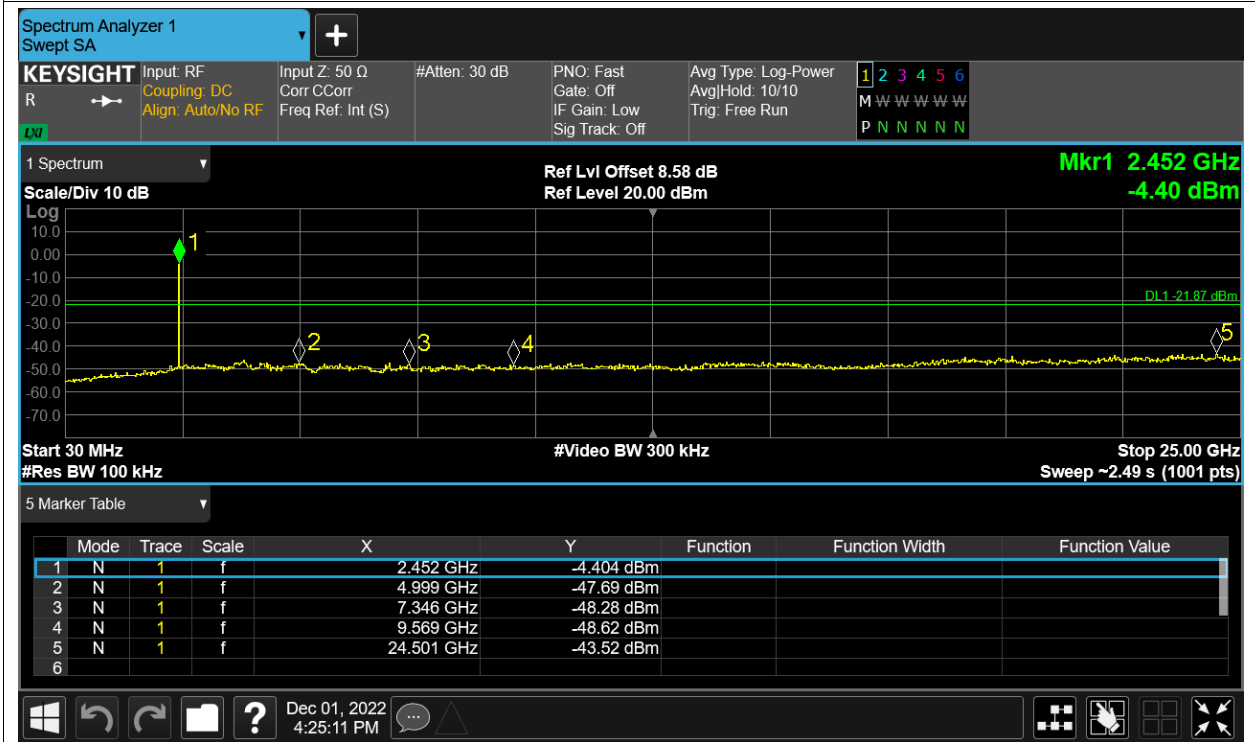 Spectrum Analyzer 1
Swept SA
+
KEYSIGHT
R
LXI
Input: RF
Coupling: DC
Align: Auto/No RF
Input Z: 50 Ω
Corr CCorr
Freq Ref: Int (S)
#Atten: 30 dB
PNO: Fast
Gate: Off
IF Gain: Low
Sig Track: Off
Avg Type: Log-Power
Avg|Hold: 10/10
Trig: Free Run
1 2 3 4 5 6
M W W W W W
P N N N N N
1 Spectrum
Scale/Div 10 dB
Ref Lvl Offset 8.58 dB
Ref Level 20.00 dBm
Mkr1 2.452 GHz
-4.40 dBm
Log
10.0
0.00
-10.0
-20.0
-30.0
-40.0
-50.0
-60.0
-70.0
1
2
3
4
5
DL1 -21.87 dBm
Start 30 MHz
#Res BW 100 kHz
#Video BW 300 kHz
Stop 25.00 GHz
Sweep ~2.49 s (1001 pts)
5 Marker Table
Mode Trace Scale X Y Function Function Width Function Value
1 N 1 f 2.452 GHz -4.404 dBm
2 N 1 f 4.999 GHz -47.69 dBm
3 N 1 f 7.346 GHz -48.28 dBm
4 N 1 f 9.569 GHz -48.62 dBm
5 N 1 f 24.501 GHz -43.52 dBm
6
?
Dec 01, 2022
4:25:11 PM